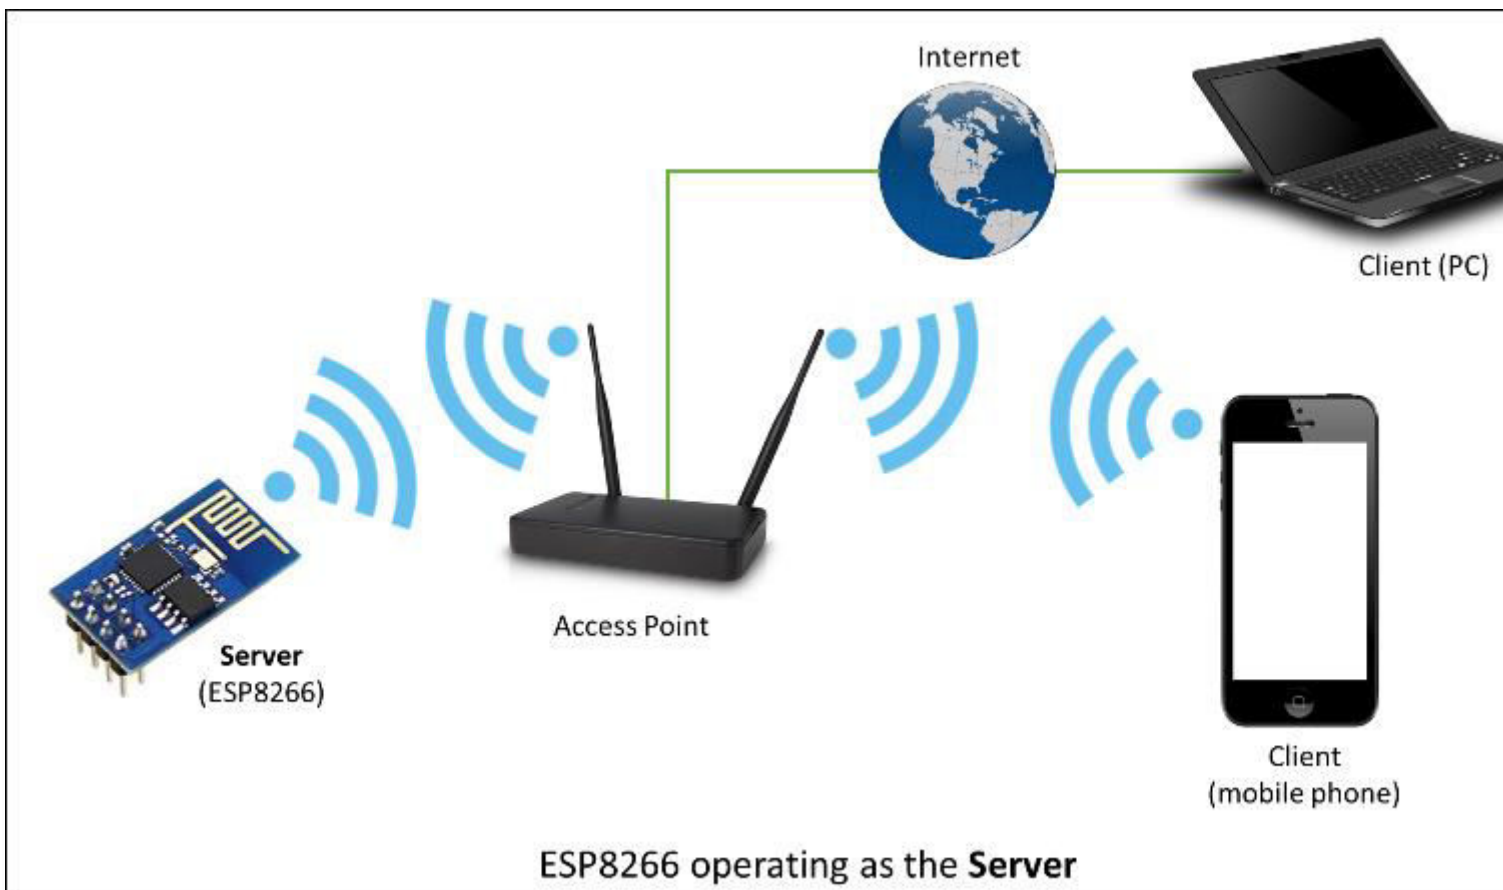 Internet
Client (PC)
Access Point
Server
(ESP8266)
Client
(mobile phone)
ESP8266 operating as the Server